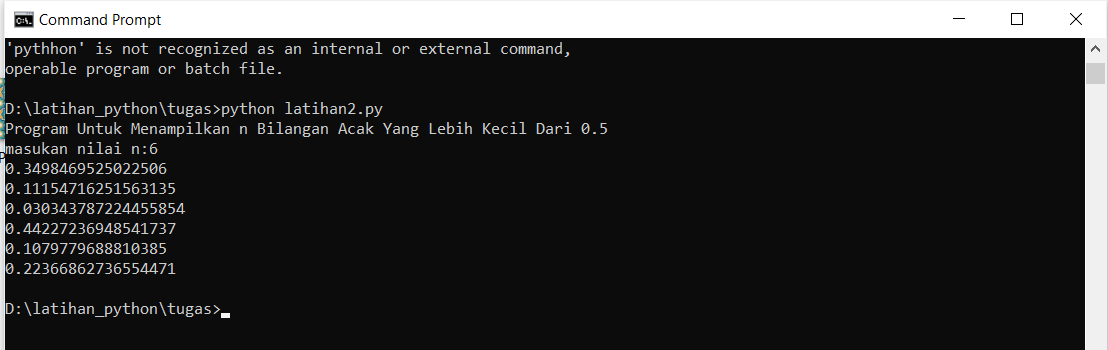 Command Prompt
'pythhon' is not recognized as an internal or external command,
operable program or batch file.
D:\latihan_python\tugas>python latihan2.py
Program Untuk Menampilkan n Bilangan Acak Yang Lebih Kecil Dari 0.5
masukan nilai n:6
0.3498469525022506
0.11154716251563135
0.030343787224455854
0.44227236948541737
0.1079779688810385
0.22366862736554471
D:\latihan_python\tugas>